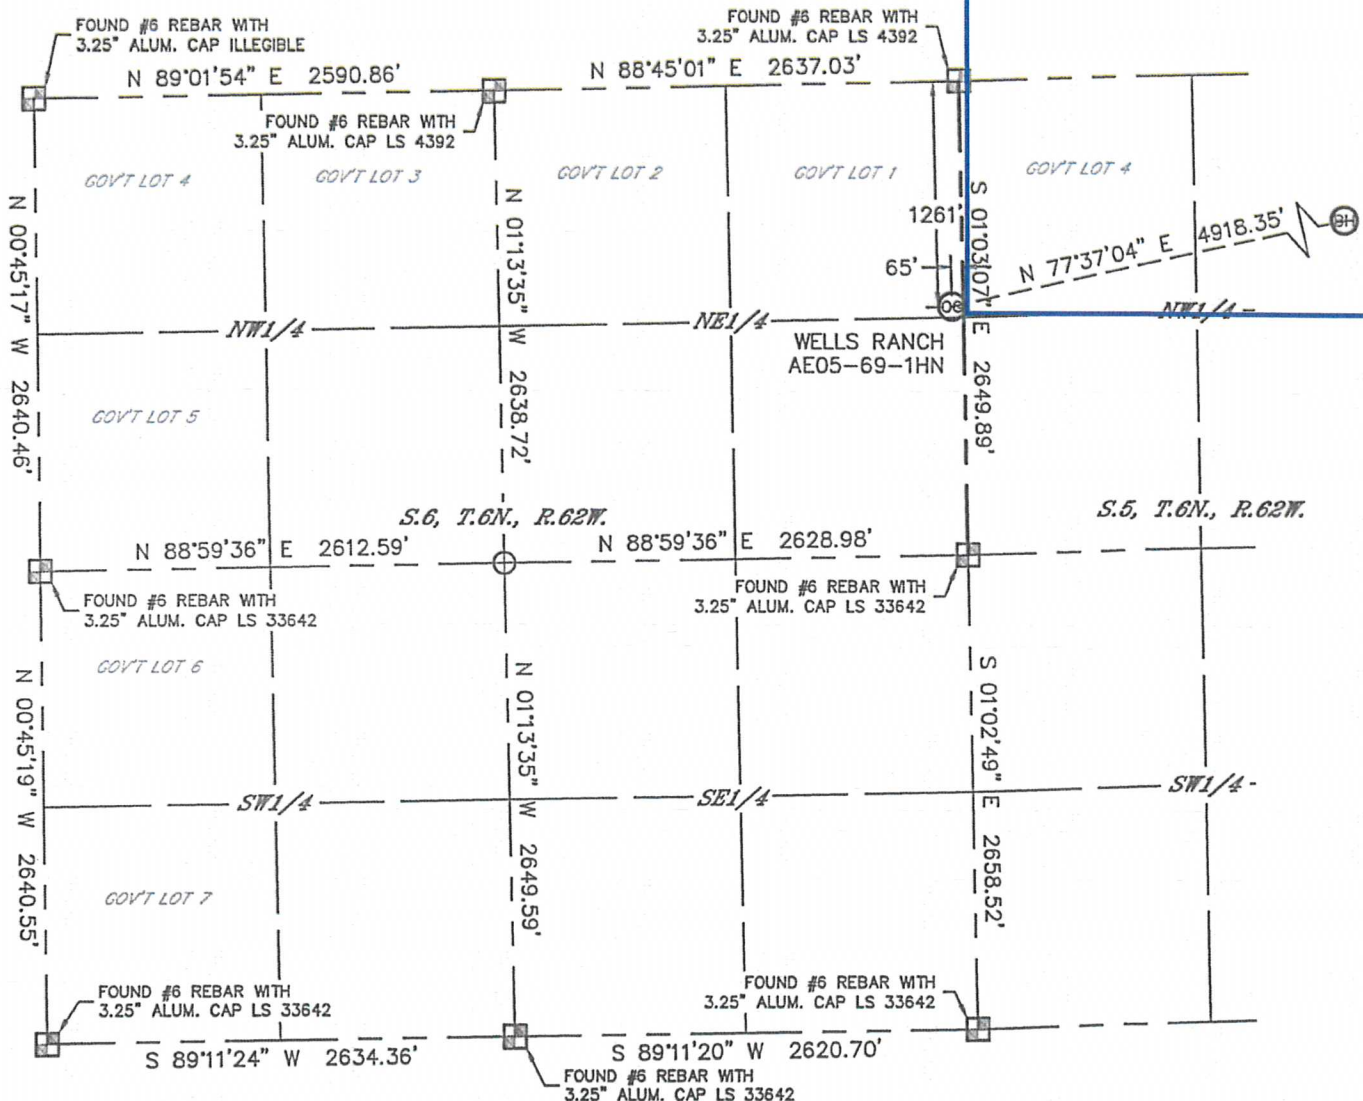 FOUND #6 REBAR WITH
3.25" ALUM. CAP ILLEGIBLE
FOUND #6 REBAR WITH
3.25" ALUM. CAP LS 4392
N 89°01'54" E 2590.86'
N 88°45'01" E 2637.03'
FOUND #6 REBAR WITH
3.25" ALUM. CAP LS 4392
GOV'T LOT 4
GOV'T LOT 3
GOV'T LOT 2
GOV'T LOT 1
GOV'T LOT 4
N 00°45'17" W 2640.46'
N 01°13'35" W 2638.72'
1261'
S 01°03'07" E 2649.89'
N 77°37'04" E 4918.35'
BH
65'
NW1/4
NE1/4
NW1/4
WELLS RANCH
AE05-69-1HN
GOV'T LOT 5
S.6, T.6N., R.62W.
S.5, T.6N., R.62W.
N 88°59'36" E 2612.59'
N 88°59'36" E 2628.98'
FOUND #6 REBAR WITH
3.25" ALUM. CAP LS 33642
FOUND #6 REBAR WITH
3.25" ALUM. CAP LS 33642
GOV'T LOT 6
N 00°45'19" W 2640.55'
N 01°13'35" W 2649.59'
S 01°02'49" E 2658.52'
SW1/4
SE1/4
SW1/4
GOV'T LOT 7
FOUND #6 REBAR WITH
3.25" ALUM. CAP LS 33642
FOUND #6 REBAR WITH
3.25" ALUM. CAP LS 33642
S 89°11'24" W 2634.36'
S 89°11'20" W 2620.70'
FOUND #6 REBAR WITH
3.25" ALUM. CAP LS 33642